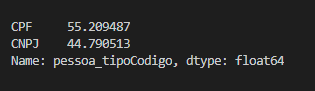 CPF     55.209487
CNPJ    44.790513
Name: pessoa_tipoCodigo, dtype: float64